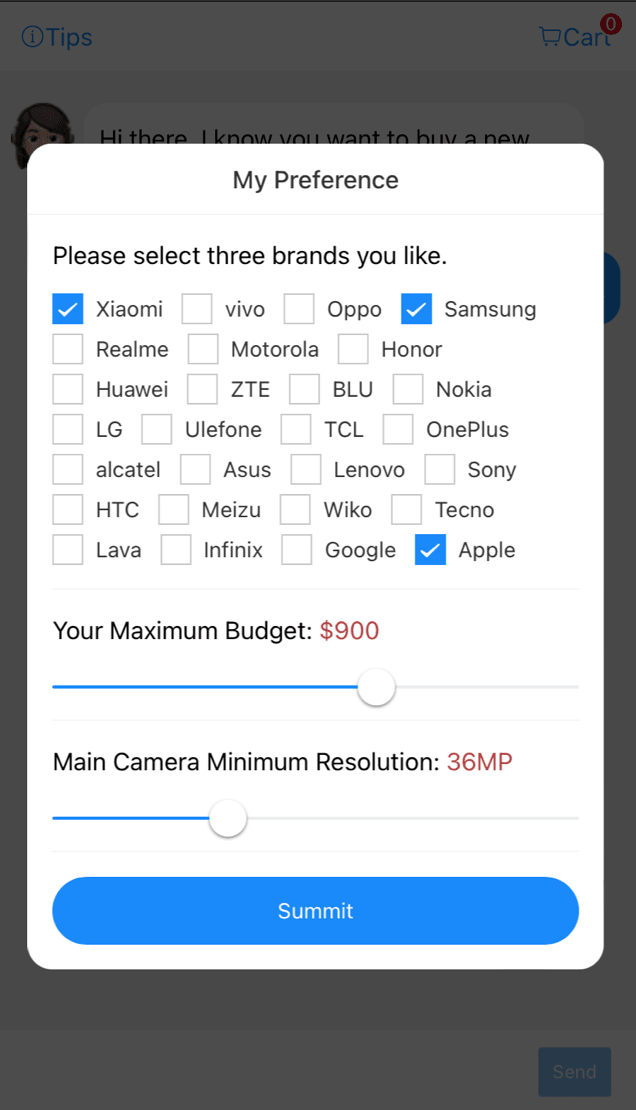 Tips
Cart
0
Hi there. I know you want to buy a new
My Preference
Please select three brands you like.
Xiaomi vivo Oppo Samsung
Realme Motorola Honor
Huawei ZTE BLU Nokia
LG Ulefone TCL OnePlus
alcatel Asus Lenovo Sony
HTC Meizu Wiko Tecno
Lava Infinix Google Apple
Your Maximum Budget: $900
Main Camera Minimum Resolution: 36MP
Summit
Send